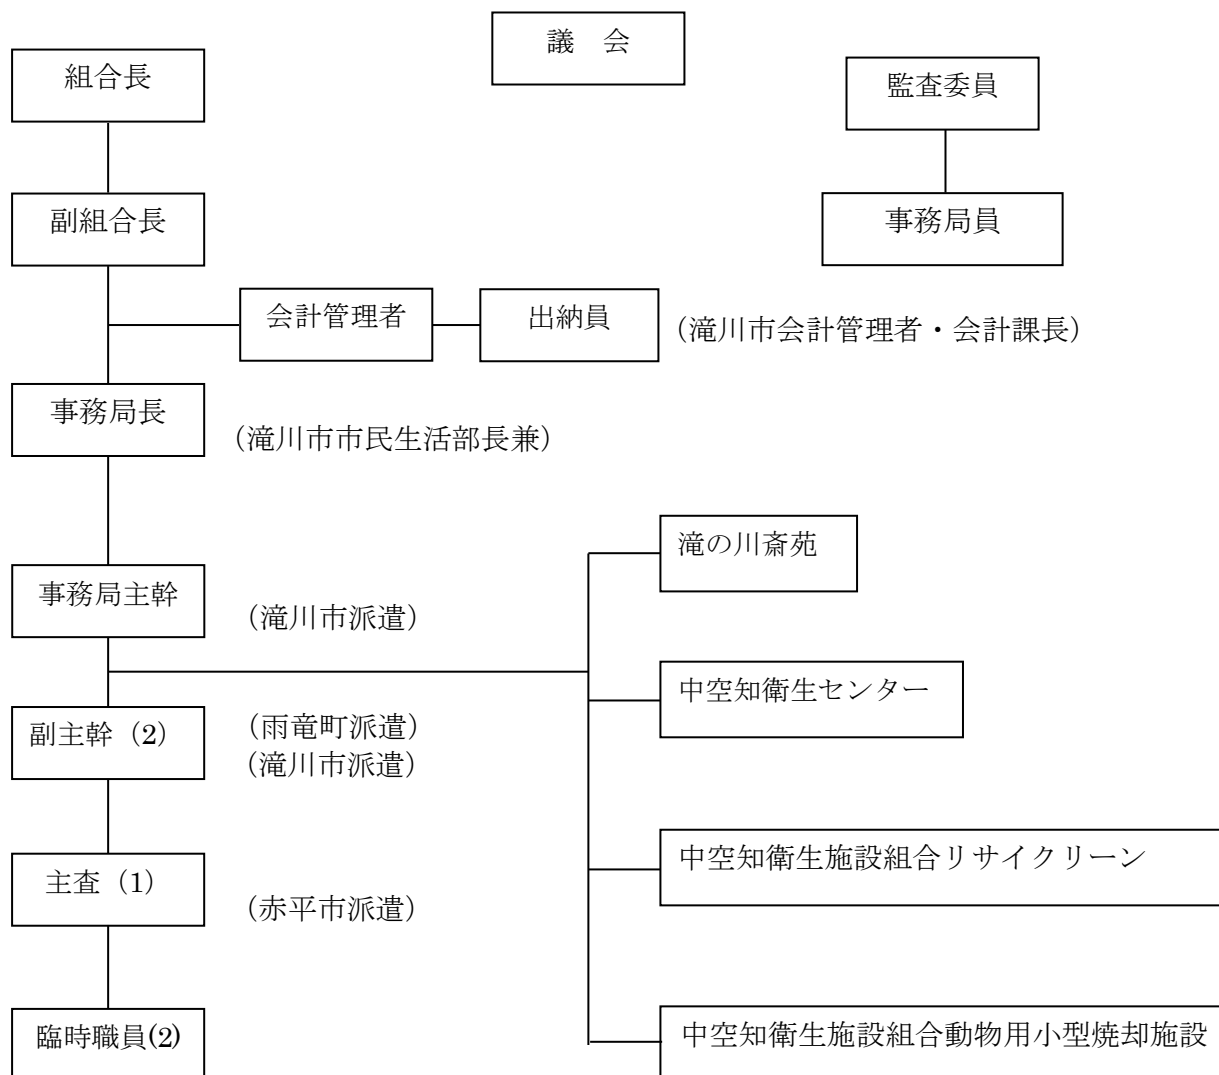 議　会
組合長
監査委員
副組合長
事務局員
会計管理者
出納員
（滝川市会計管理者・会計課長）
事務局長
（滝川市市民生活部長兼）
滝の川斎苑
事務局主幹
（滝川市派遣）
中空知衛生センター
副主幹（2）
（雨竜町派遣）
（滝川市派遣）
中空知衛生施設組合リサイクリーン
主査（1）
（赤平市派遣）
臨時職員(2)
中空知衛生施設組合動物用小型焼却施設